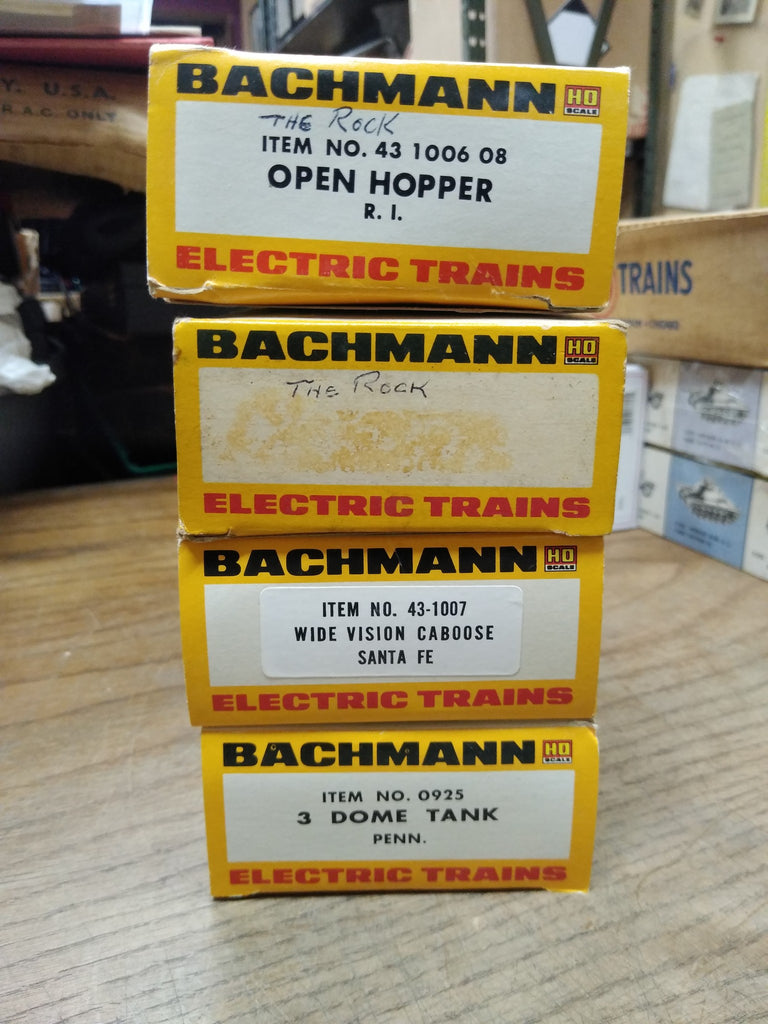 Y. U.S.A.
R.A.C. ONLY
BACHMANN HO SCALE
THE ROCK
ITEM NO. 43 1006 08
OPEN HOPPER
R. I.
ELECTRIC TRAINS
TRAINS
BACHMANN HO SCALE
THE ROCK
ELECTRIC TRAINS
BACHMANN HO SCALE
ITEM NO. 43-1007
WIDE VISION CABOOSE
SANTA FE
ELECTRIC TRAINS
BACHMANN HO SCALE
ITEM NO. 0925
3 DOME TANK
PENN.
ELECTRIC TRAINS